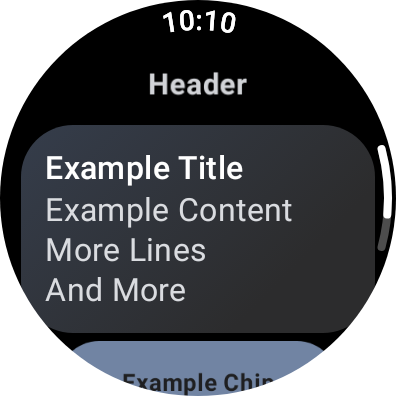 10:10
Header
Example Title
Example Content
More Lines
And More
Example Chip